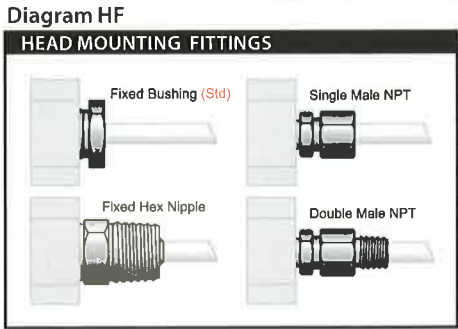 Diagram HF
HEAD MOUNTING FITTINGS
Fixed Bushing (Std)
Single Male NPT
Fixed Hex Nipple
Double Male NPT